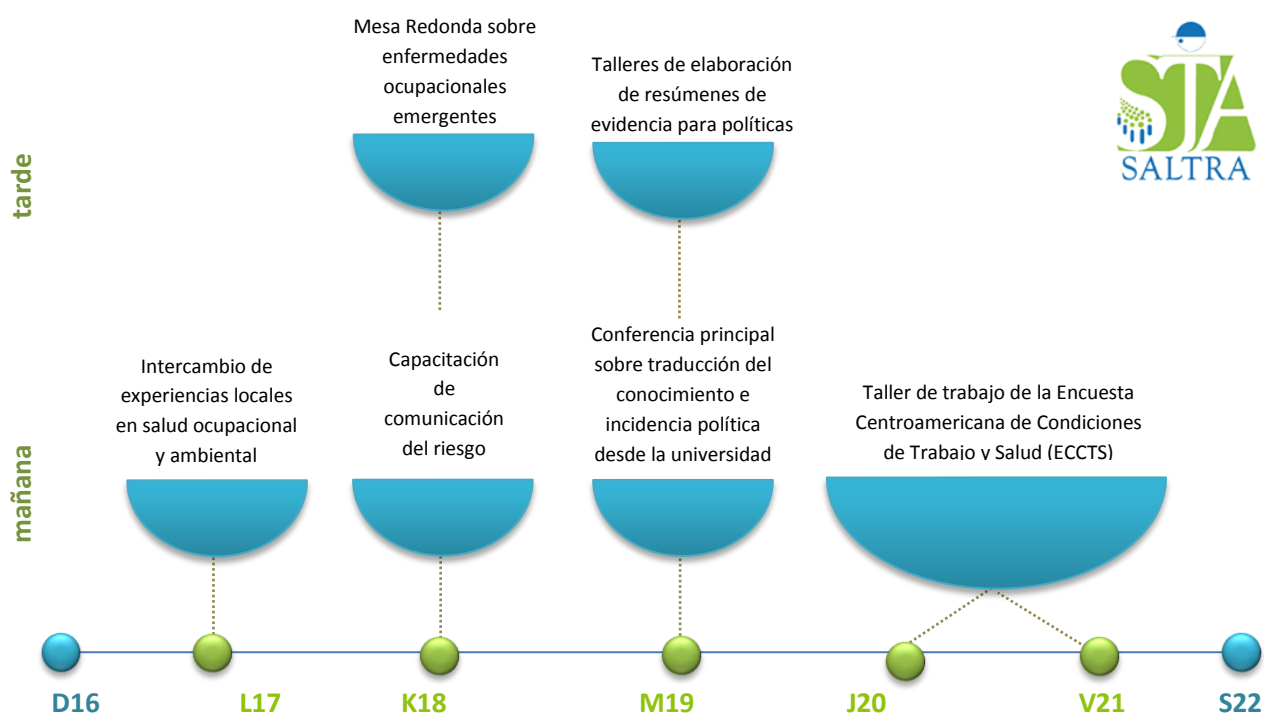 Mesa Redonda sobre
enfermedades
ocupacionales
emergentes
Talleres de elaboración
de resúmenes de
evidencia para políticas
STA
SALTRA
tarde
Intercambio de
experiencias locales
en salud ocupacional
y ambiental
Capacitación
de
comunicación
del riesgo
Conferencia principal
sobre traducción del
conocimiento e
incidencia política
desde la universidad
Taller de trabajo de la Encuesta
Centroamericana de Condiciones
de Trabajo y Salud (ECCTS)
mañana
D16
L17
K18
M19
J20
V21
S22